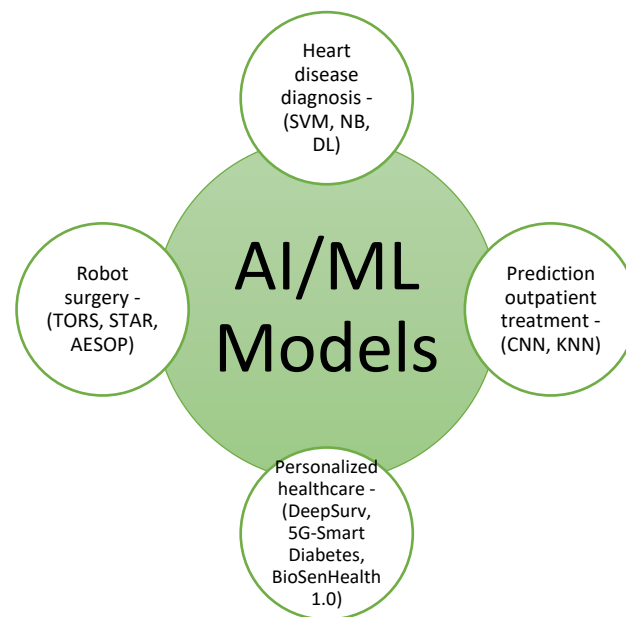 Heart
disease
diagnosis -
(SVM, NB,
DL)
AI/ML
Models
Robot
surgery -
(TORS, STAR,
AESOP)
Prediction
outpatient
treatment -
(CNN, KNN)
Personalized
healthcare -
(DeepSurv,
5G-Smart
Diabetes,
BioSenHealth
1.0)